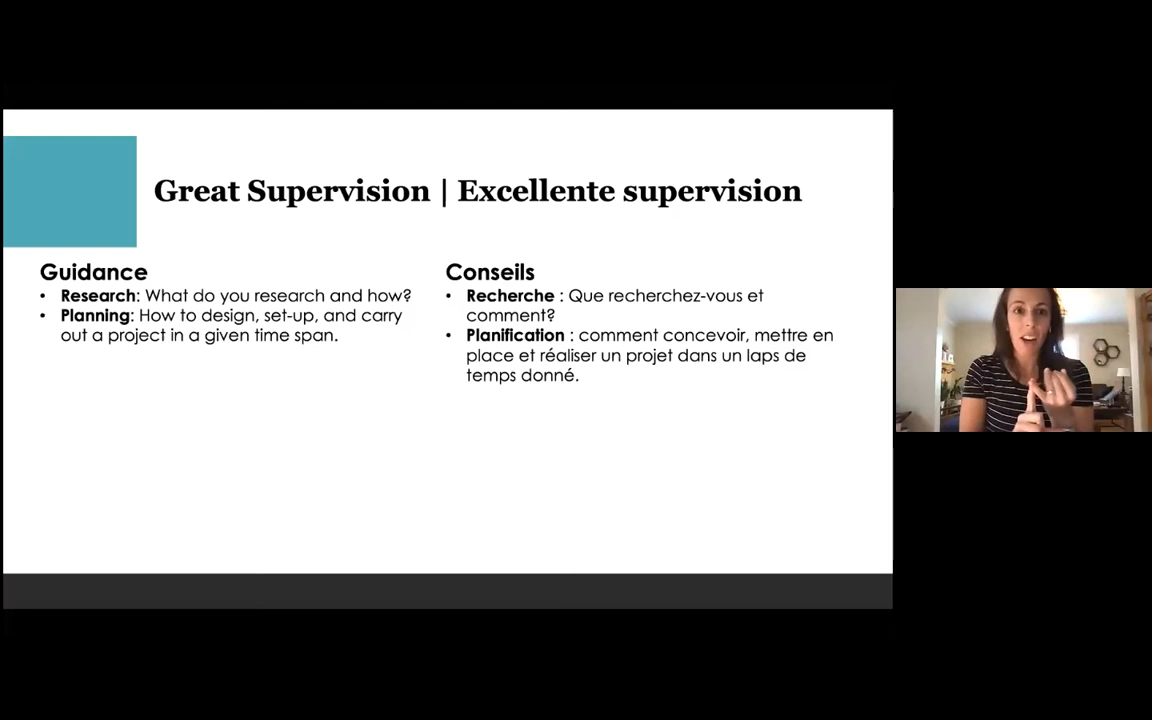 Great Supervision | Excellente supervision
Guidance
• Research: What do you research and how?
• Planning: How to design, set-up, and carry
out a project in a given time span.
Conseils
• Recherche : Que recherchez-vous et
comment?
• Planification : comment concevoir, mettre en
place et réaliser un projet dans un laps de
temps donné.